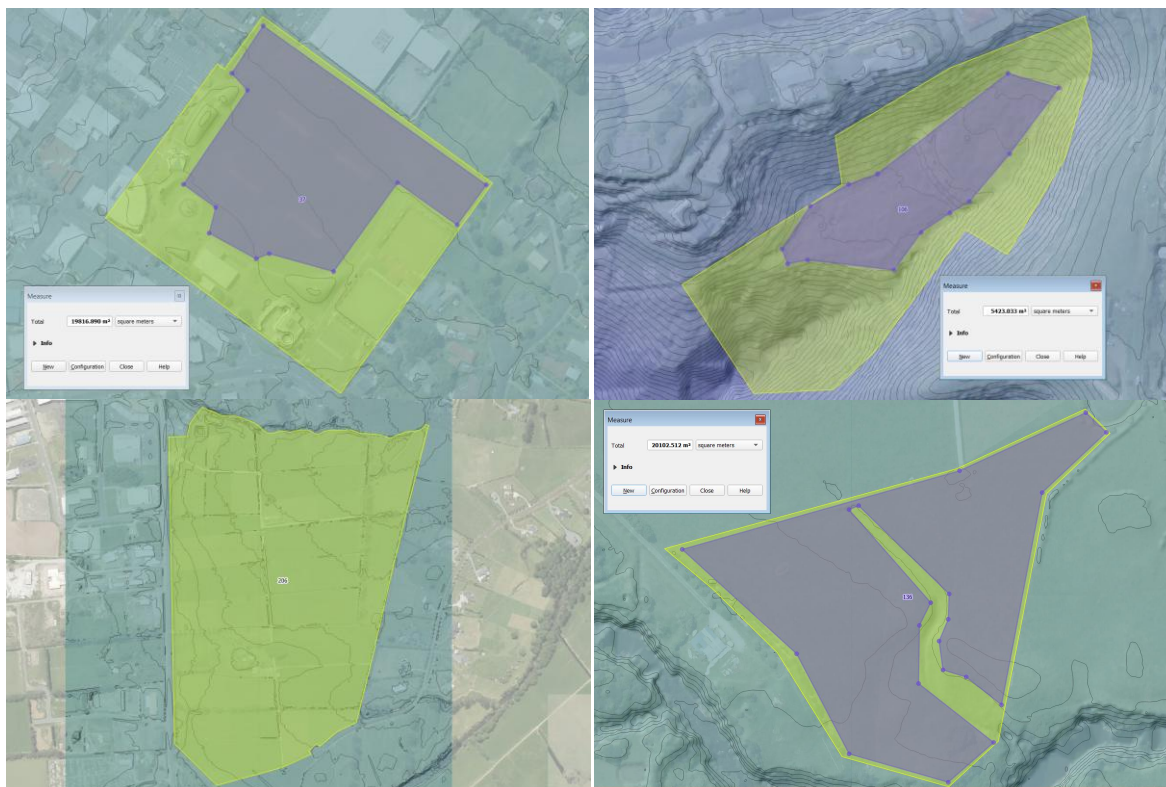 37
Measure
Total 19816.890 m² square meters
Info
New Configuration Close Help
Measure
Total 5423.033 m² square meters
Info
New Configuration Close Help
206
Measure
Total 20102.512 m² square meters
Info
New Configuration Close Help
136